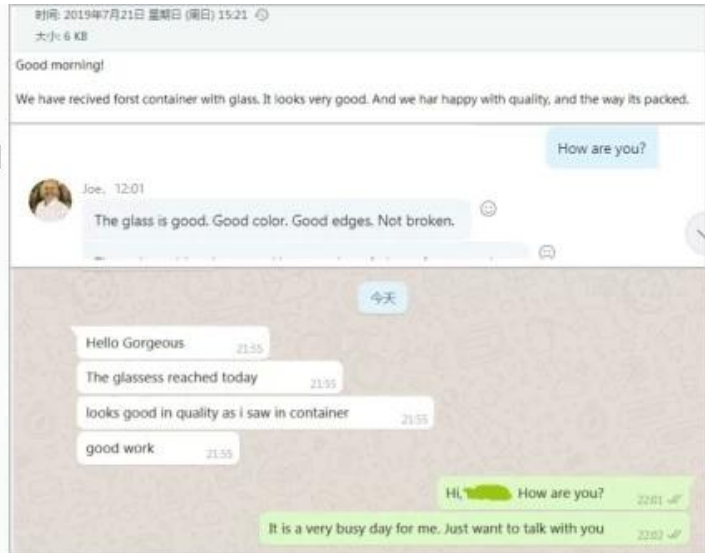 时间: 2019年7月21日 星期日 (周日) 15:21
大小: 6 KB
Good morning!
We have recived forst container with glass. It looks very good. And we har happy with quality, and the way its packed.
How are you?
Joe, 12:01
The glass is good. Good color. Good edges. Not broken.
今天
Hello Gorgeous 21:55
The glassess reached today 21:55
looks good in quality as i saw in container 21:55
good work 21:55
Hi, How are you? 22:01
It is a very busy day for me. Just want to talk with you 22:02